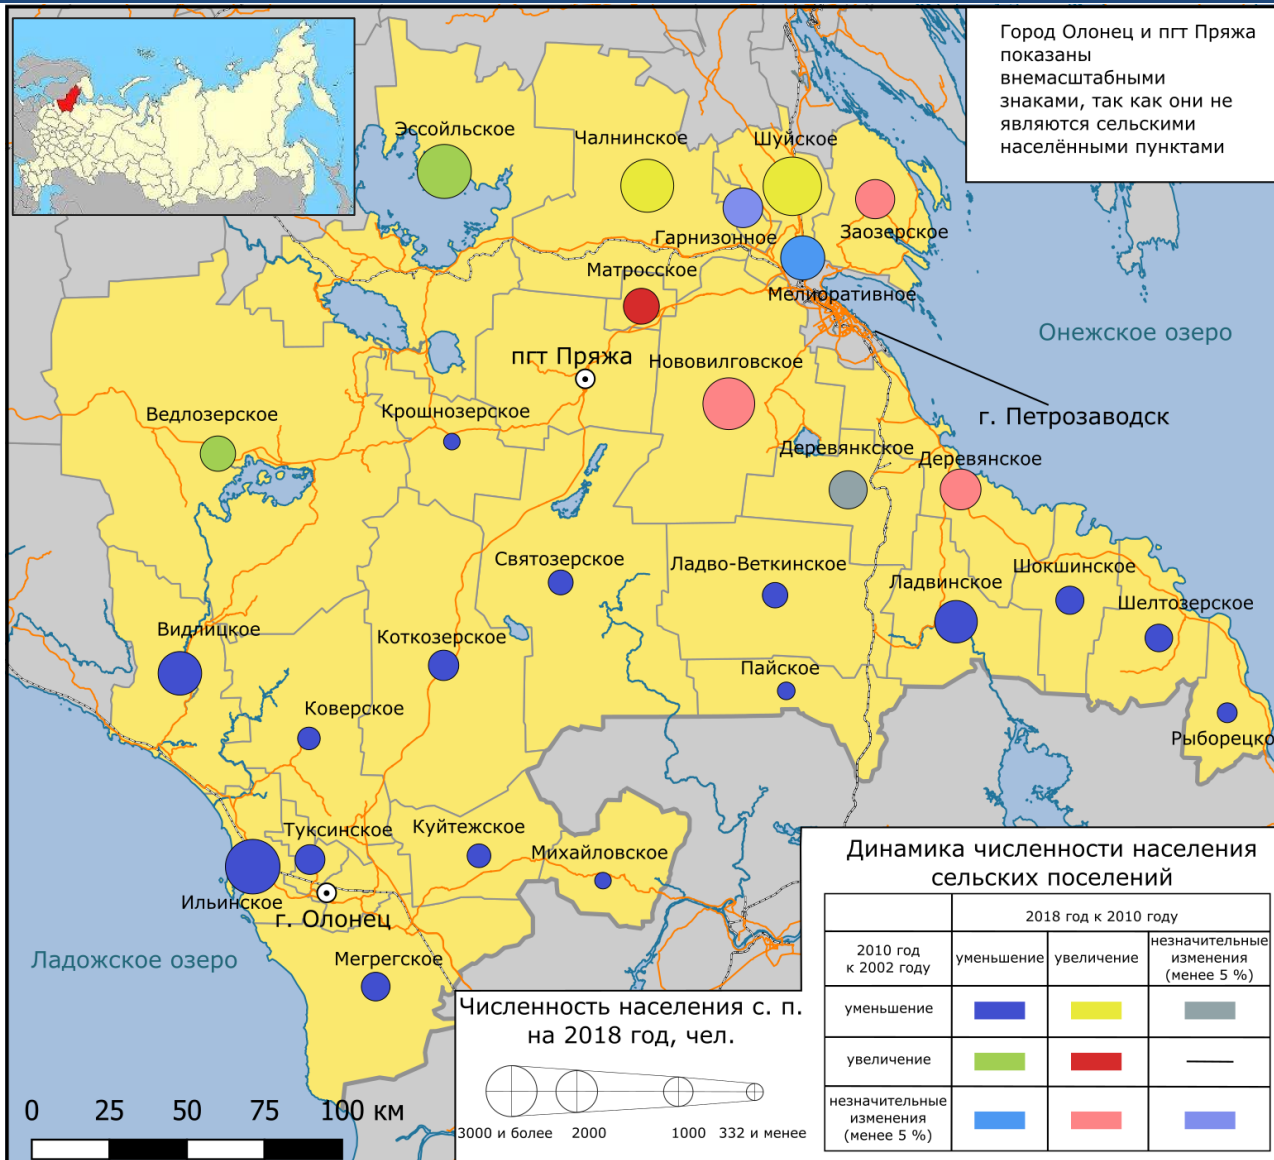 Город Олонец и пгт Пряжа
показаны
внемасштабными
знаками, так как они не
являются сельскими
населёнными пунктами
Эссойльское
Чалнинское
Шуйское
Гарнизонное
Заозерское
Матросское
Мелиоративное
Онежское озеро
пгт Пряжа
Нововилговское
г. Петрозаводск
Ведлозерское
Крошнозерское
Деревянкское
Деревянское
Святозерское
Ладво-Веткинское
Ладвинское
Шокшинское
Шелтозерское
Видлицкое
Коткозерское
Пайское
Коверское
Рыборецко
Туксинское
Куйтежское
Михайловское
Ильинское
г. Олонец
Ладожское озеро
Мегрегское
Численность населения с. п.
на 2018 год, чел.
3000 и более 2000 1000 332 и менее
0 25 50 75 100 км
Динамика численности населения
сельских поселений
2018 год к 2010 году
2010 год
к 2002 году
уменьшение
увеличение
незначительные
изменения
(менее 5 %)
уменьшение
увеличение
незначительные
изменения
(менее 5 %)